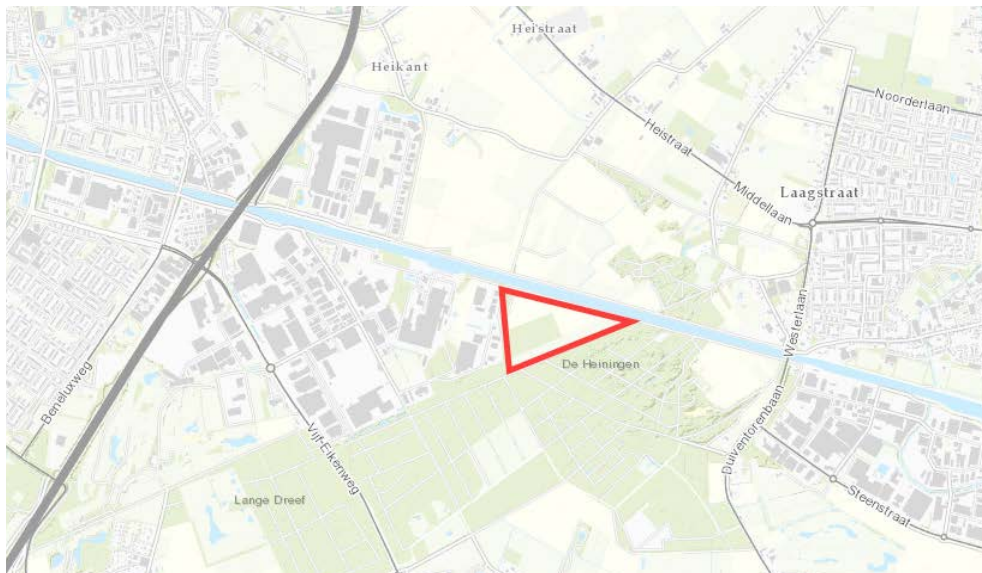 Heistraat
Heikant
Noorderlaan
Heistraat
Laagstraat
Middellaan
Westerlaan
De Heiningen
Beneluxweg
Vijf-Eikenweg
Duiventorenbaan
Lange Dreef
Steenstraat